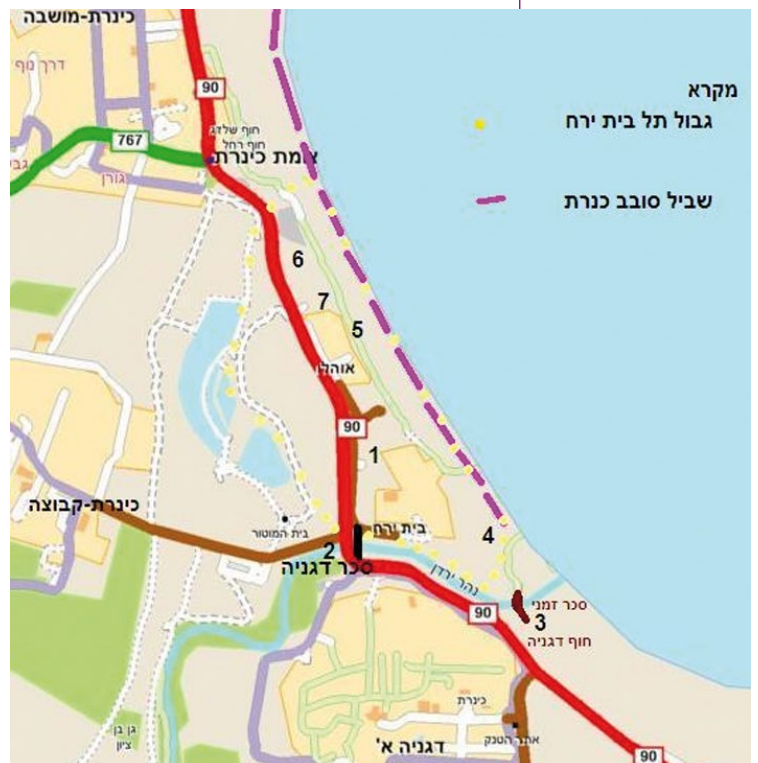 כינרת-מושבה
דרך נוף
90
מקרא
גבול תל בית ירח
767
חוף שלדג
חוף רחל
צמת כינרת
גורן
שביל סובב כנרת
6
7
5
אוהלו
90
1
כינרת-קבוצה
בית המוטור
בית ירח
4
2
סכר דגניה
נהר ירדן
סכר זמני
90
3
חוף דגניה
כינרת
גן בן
ציון
דגניה א'
אתר הטנק
90